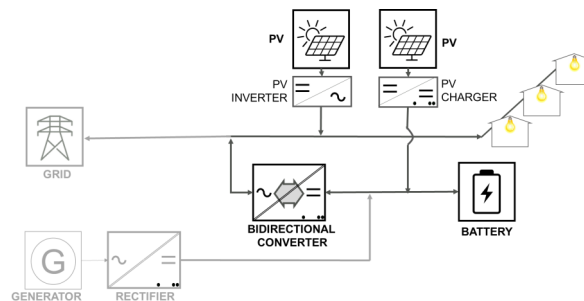 PV
PV
PV
INVERTER
PV
CHARGER
GRID
BIDIRECTIONAL
CONVERTER
BATTERY
G
GENERATOR
RECTIFIER